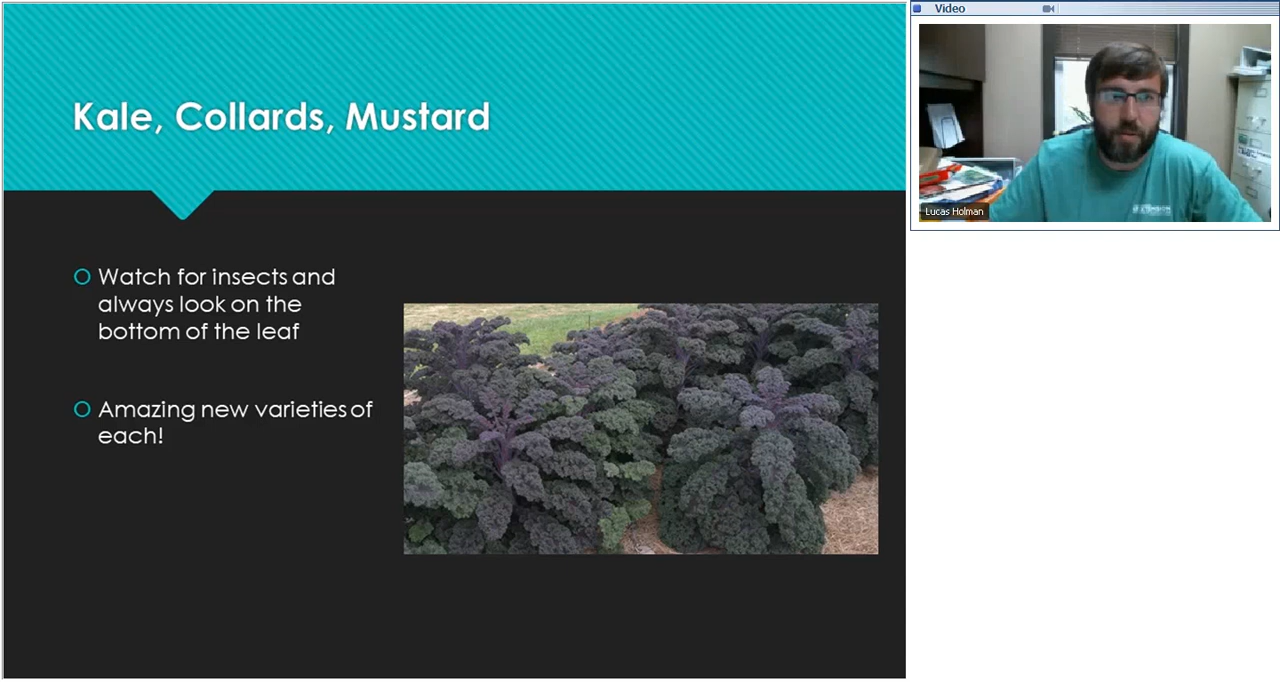 Kale, Collards, Mustard
Watch for insects and
always look on the
bottom of the leaf
Amazing new varieties of
each!
Video
Lucas Holman